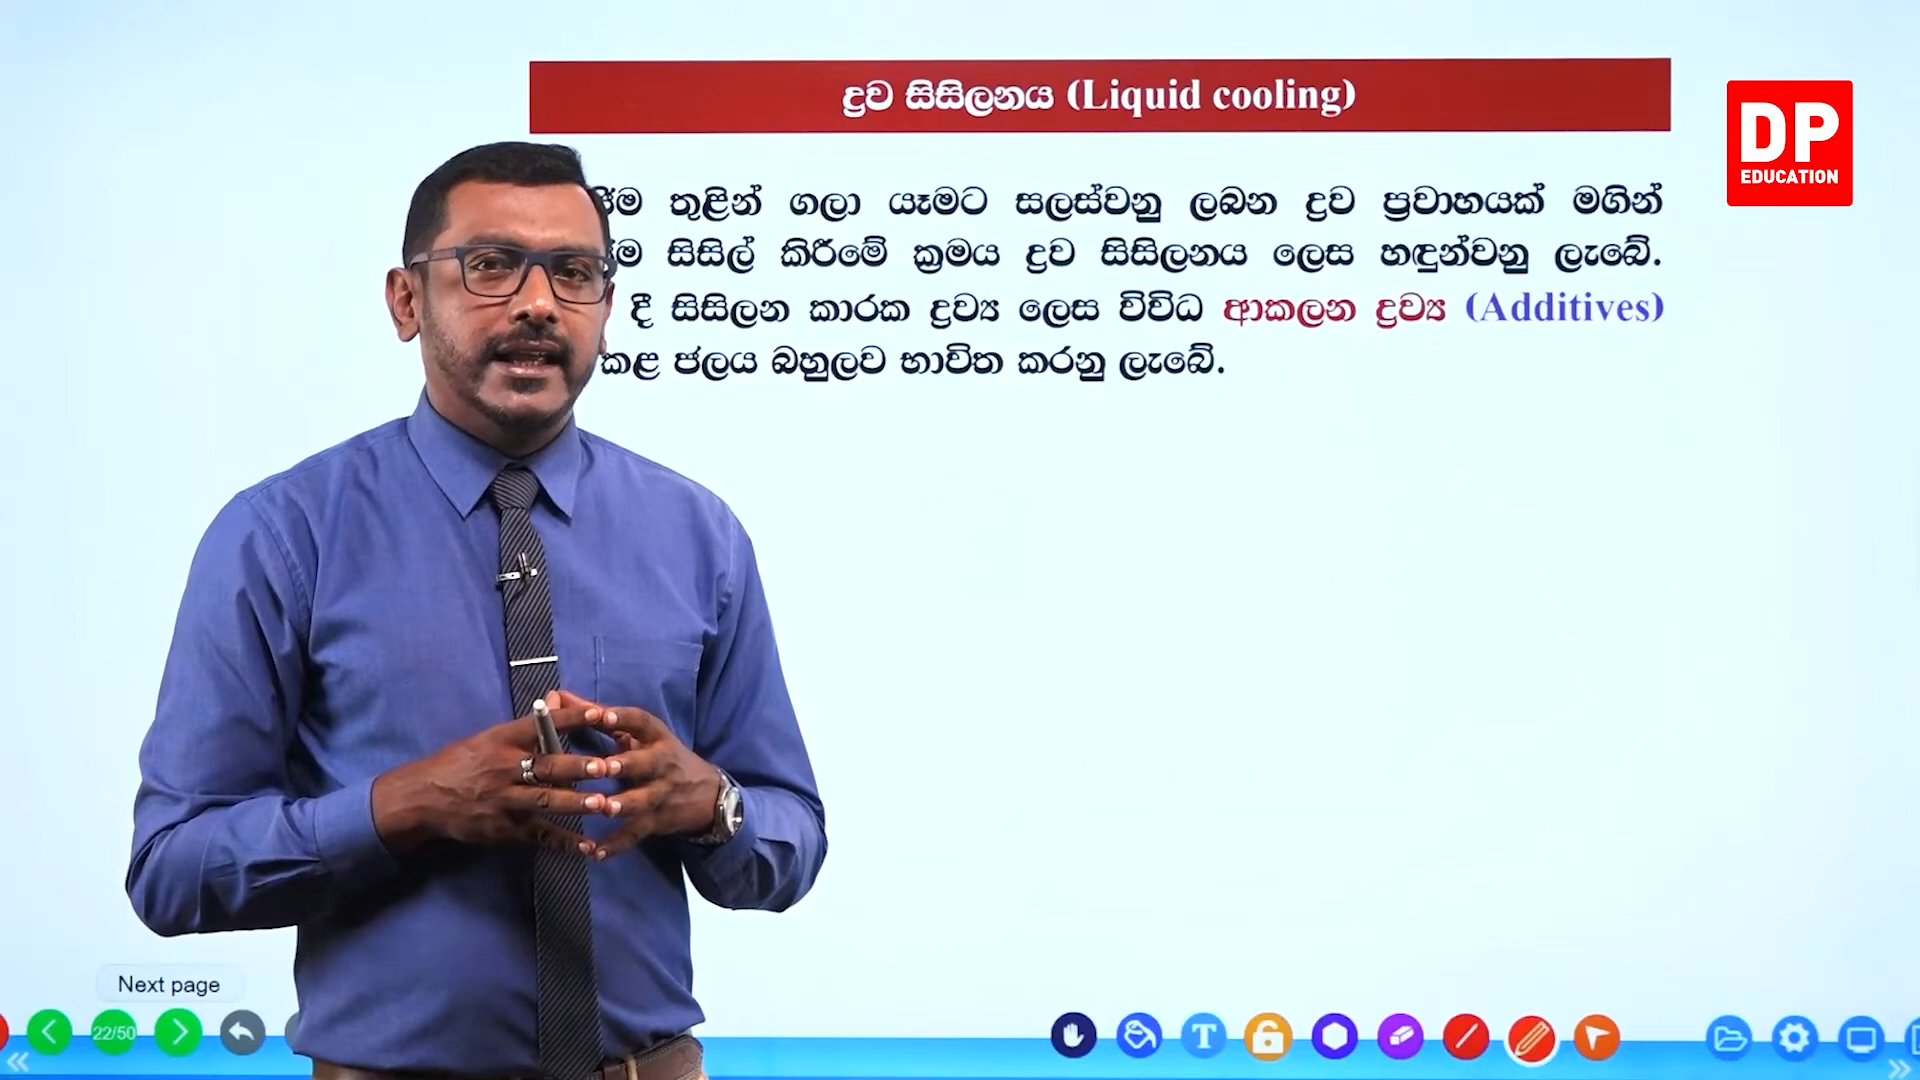 ද්‍රව සිසිලනය (Liquid cooling)
DP
EDUCATION
තුළින් ගලා යෑමට සලස්වනු ලබන ද්‍රව ප්‍රවාහයක් මගින්
සිසිල් කිරීමේ ක්‍රමය ද්‍රව සිසිලනය ලෙස හඳුන්වනු ලැබේ.
දී සිසිලන කාරක ද්‍රව්‍ය ලෙස විවිධ ආකලන ද්‍රව්‍ය (Additives)
කළ ජලය බහුලව භාවිත කරනු ලැබේ.
Next page
22/50